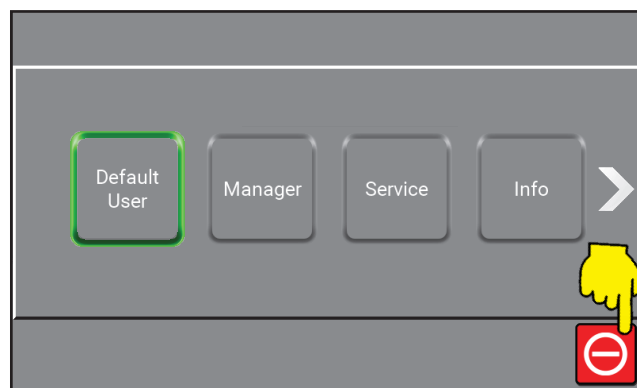 Default
User
Manager
Service
Info